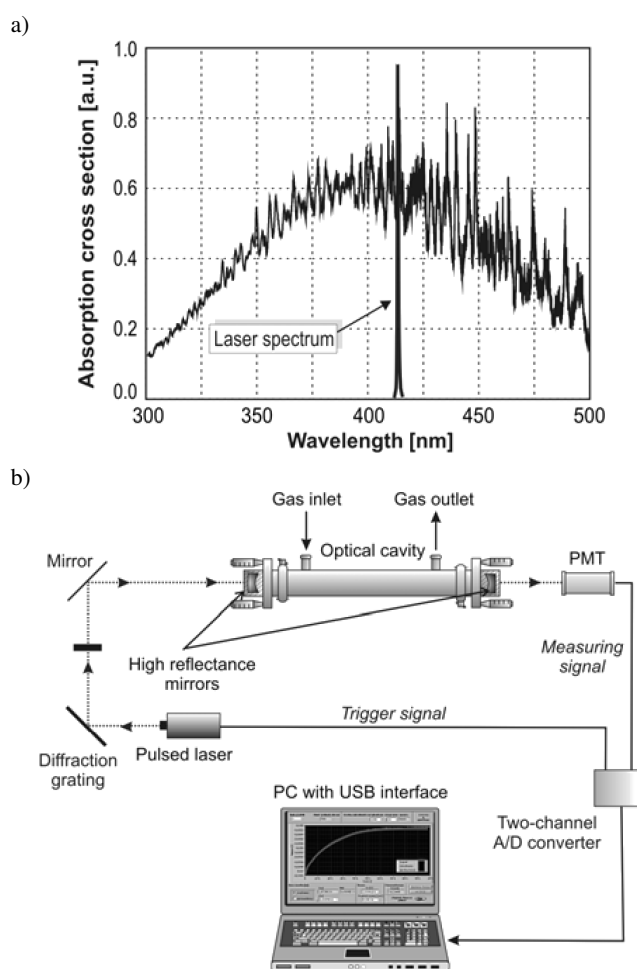 a)
Absorption cross section [a.u.]
1.0
0.8
0.6
0.4
0.2
0.0
Laser spectrum
300
350
400
450
500
Wavelength [nm]
b)
Gas inlet
Gas outlet
Mirror
Optical cavity
PMT
High reflectance
mirrors
Measuring
signal
Trigger signal
Diffraction
grating
Pulsed laser
PC with USB interface
Two-channel
A/D converter